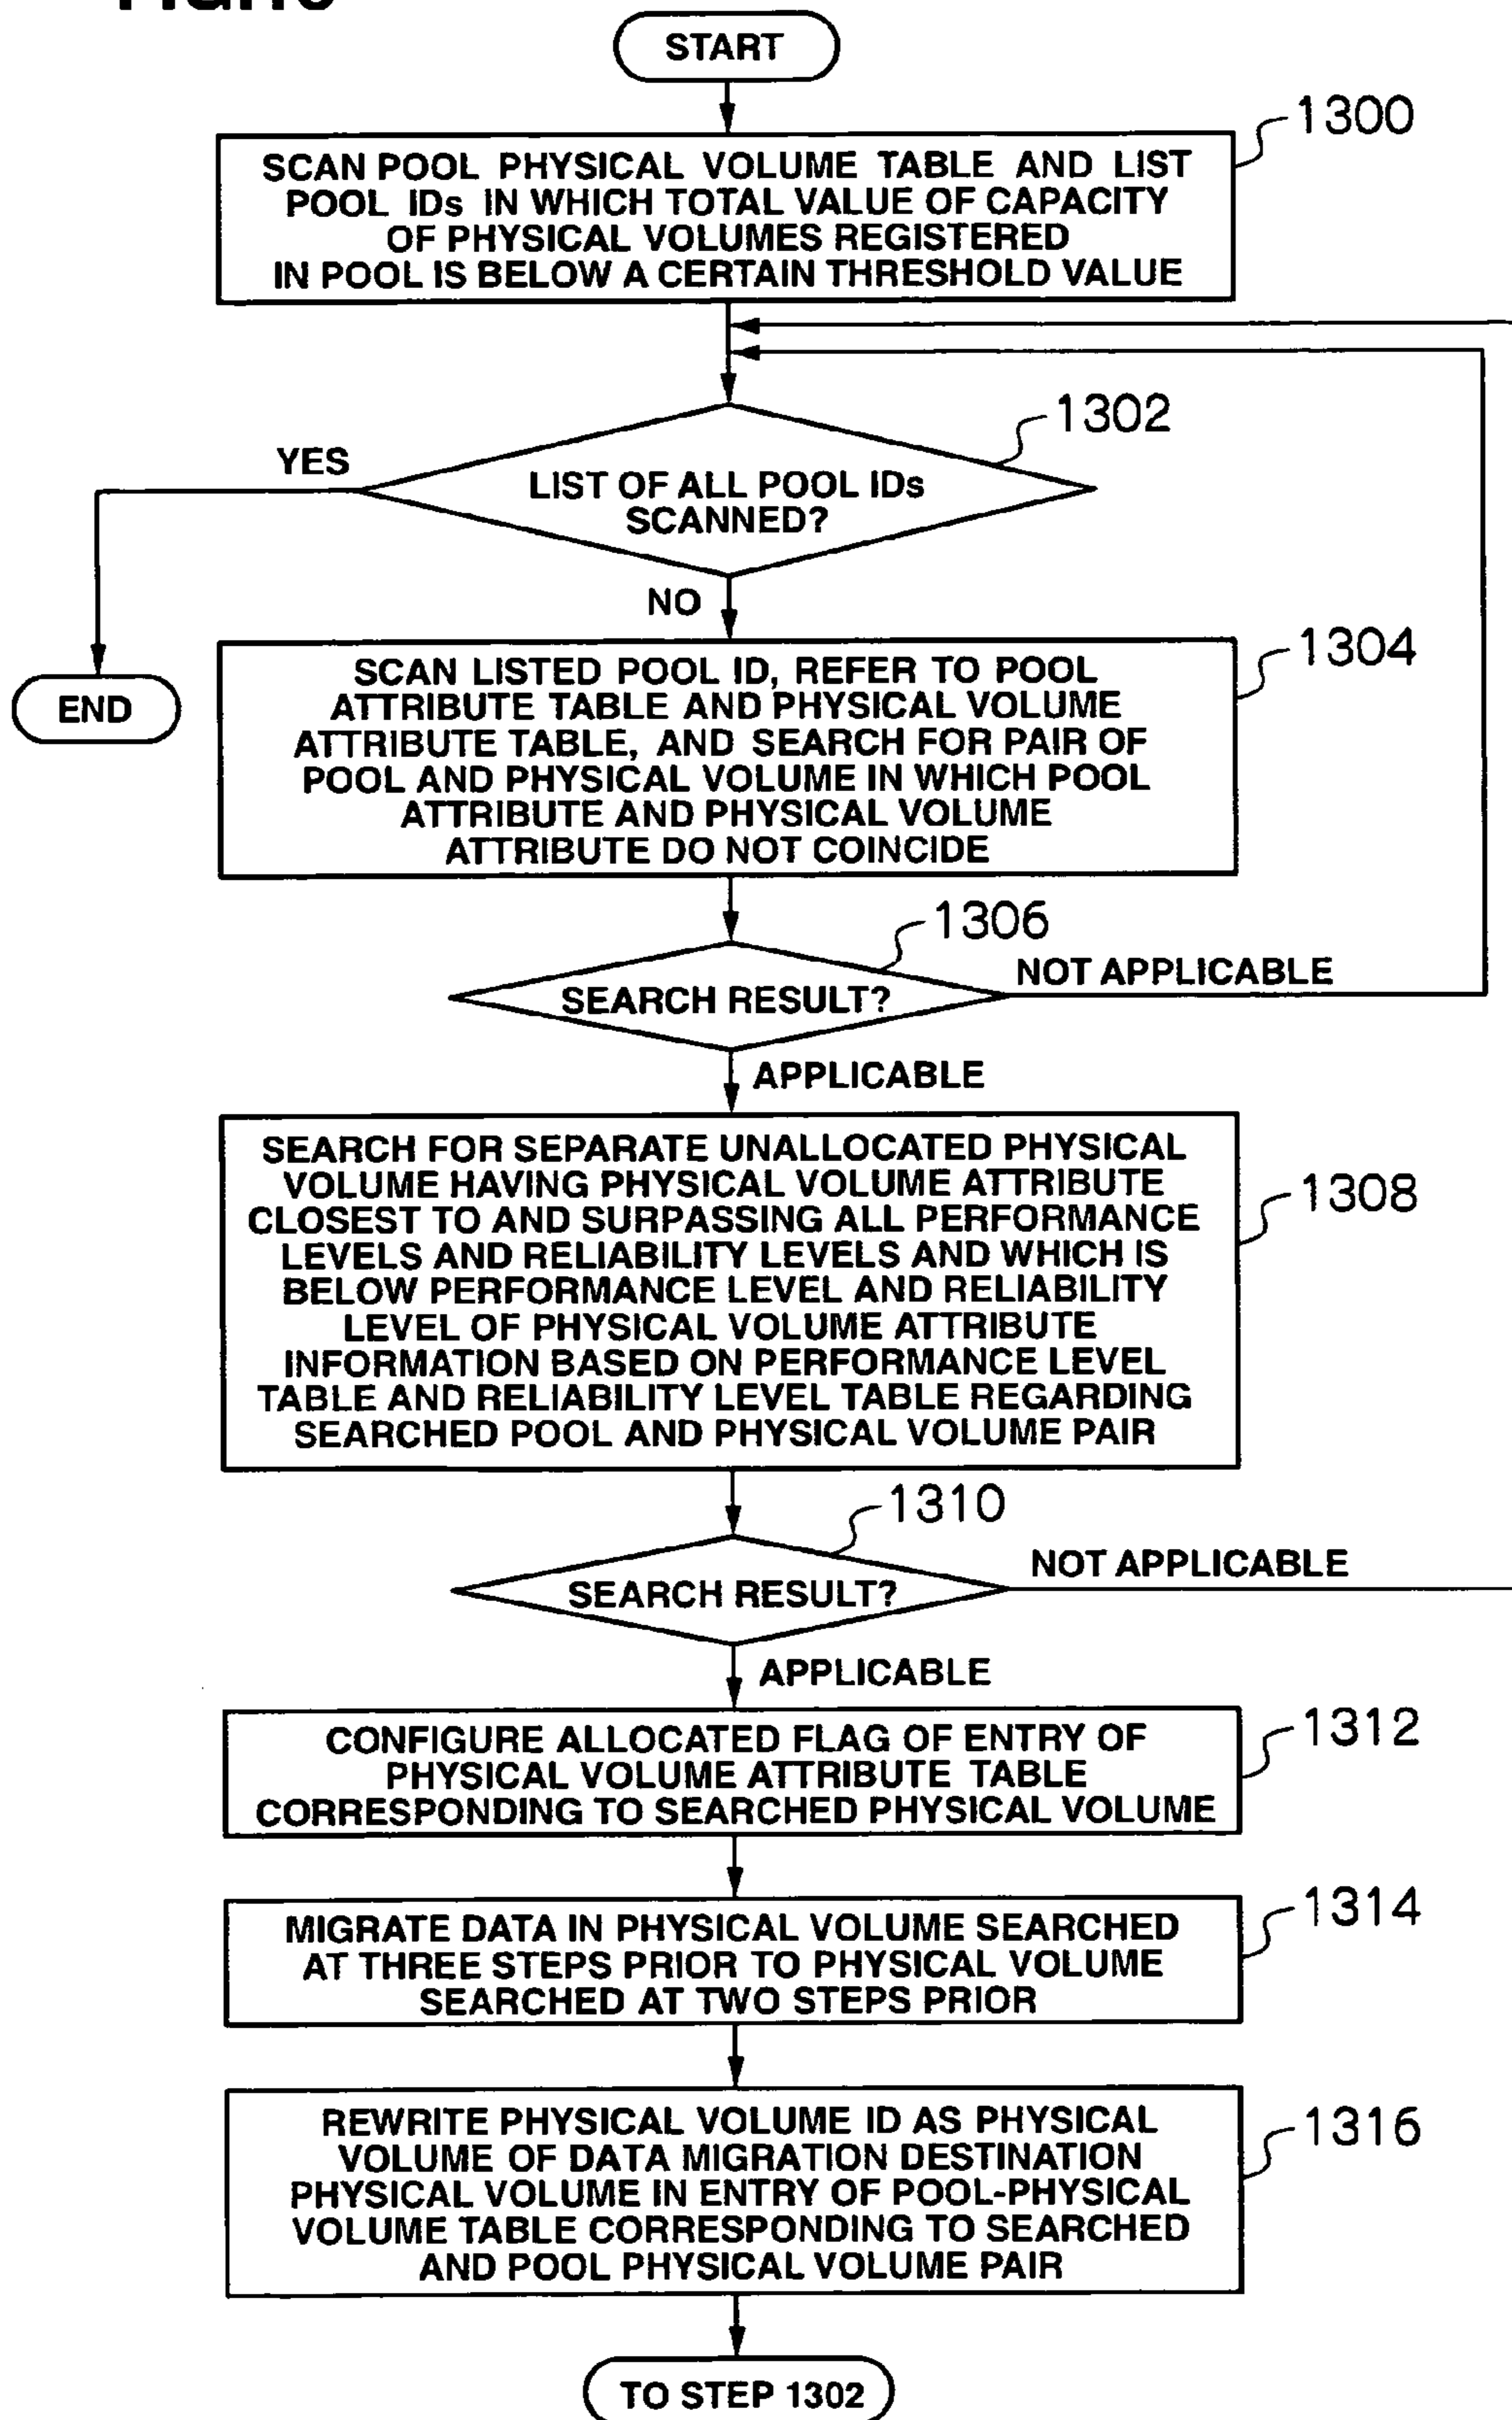 START
1300
SCAN POOL PHYSICAL VOLUME TABLE AND LIST
POOL IDs IN WHICH TOTAL VALUE OF CAPACITY
OF PHYSICAL VOLUMES REGISTERED
IN POOL IS BELOW A CERTAIN THRESHOLD VALUE
1302
YES
LIST OF ALL POOL IDs
SCANNED?
NO
END
1304
SCAN LISTED POOL ID, REFER TO POOL
ATTRIBUTE TABLE AND PHYSICAL VOLUME
ATTRIBUTE TABLE, AND SEARCH FOR PAIR OF
POOL AND PHYSICAL VOLUME IN WHICH POOL
ATTRIBUTE AND PHYSICAL VOLUME
ATTRIBUTE DO NOT COINCIDE
1306
NOT APPLICABLE
SEARCH RESULT?
APPLICABLE
1308
SEARCH FOR SEPARATE UNALLOCATED PHYSICAL
VOLUME HAVING PHYSICAL VOLUME ATTRIBUTE
CLOSEST TO AND SURPASSING ALL PERFORMANCE
LEVELS AND RELIABILITY LEVELS AND WHICH IS
BELOW PERFORMANCE LEVEL AND RELIABILITY
LEVEL OF PHYSICAL VOLUME ATTRIBUTE
INFORMATION BASED ON PERFORMANCE LEVEL
TABLE AND RELIABILITY LEVEL TABLE REGARDING
SEARCHED POOL AND PHYSICAL VOLUME PAIR
1310
NOT APPLICABLE
SEARCH RESULT?
APPLICABLE
1312
CONFIGURE ALLOCATED FLAG OF ENTRY OF
PHYSICAL VOLUME ATTRIBUTE TABLE
CORRESPONDING TO SEARCHED PHYSICAL VOLUME
1314
MIGRATE DATA IN PHYSICAL VOLUME SEARCHED
AT THREE STEPS PRIOR TO PHYSICAL VOLUME
SEARCHED AT TWO STEPS PRIOR
1316
REWRITE PHYSICAL VOLUME ID AS PHYSICAL
VOLUME OF DATA MIGRATION DESTINATION
PHYSICAL VOLUME IN ENTRY OF POOL-PHYSICAL
VOLUME TABLE CORRESPONDING TO SEARCHED
AND POOL PHYSICAL VOLUME PAIR
TO STEP 1302